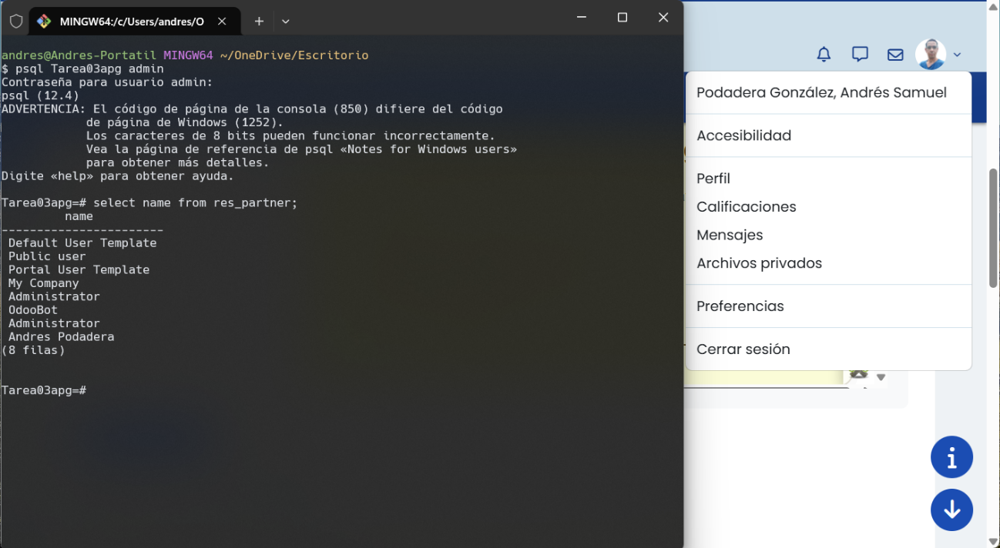 MINGW64:/c/Users/andres/O
andres@Andres-Portatil MINGW64 ~/OneDrive/Escritorio
$ psql Tarea03apg admin
Contraseña para usuario admin:
psql (12.4)
ADVERTENCIA: El código de página de la consola (850) difiere del código
de página de Windows (1252).
Los caracteres de 8 bits pueden funcionar incorrectamente.
Vea la página de referencia de psql «Notes for Windows users»
para obtener más detalles.
Digite «help» para obtener ayuda.
Tarea03apg=# select name from res_partner;
name
-----------------------
Default User Template
Public user
Portal User Template
My Company
Administrator
OdooBot
Administrator
Andres Podadera
(8 filas)
Tarea03apg=#
Podadera González, Andrés Samuel
Accesibilidad
Perfil
Calificaciones
Mensajes
Archivos privados
Preferencias
Cerrar sesión